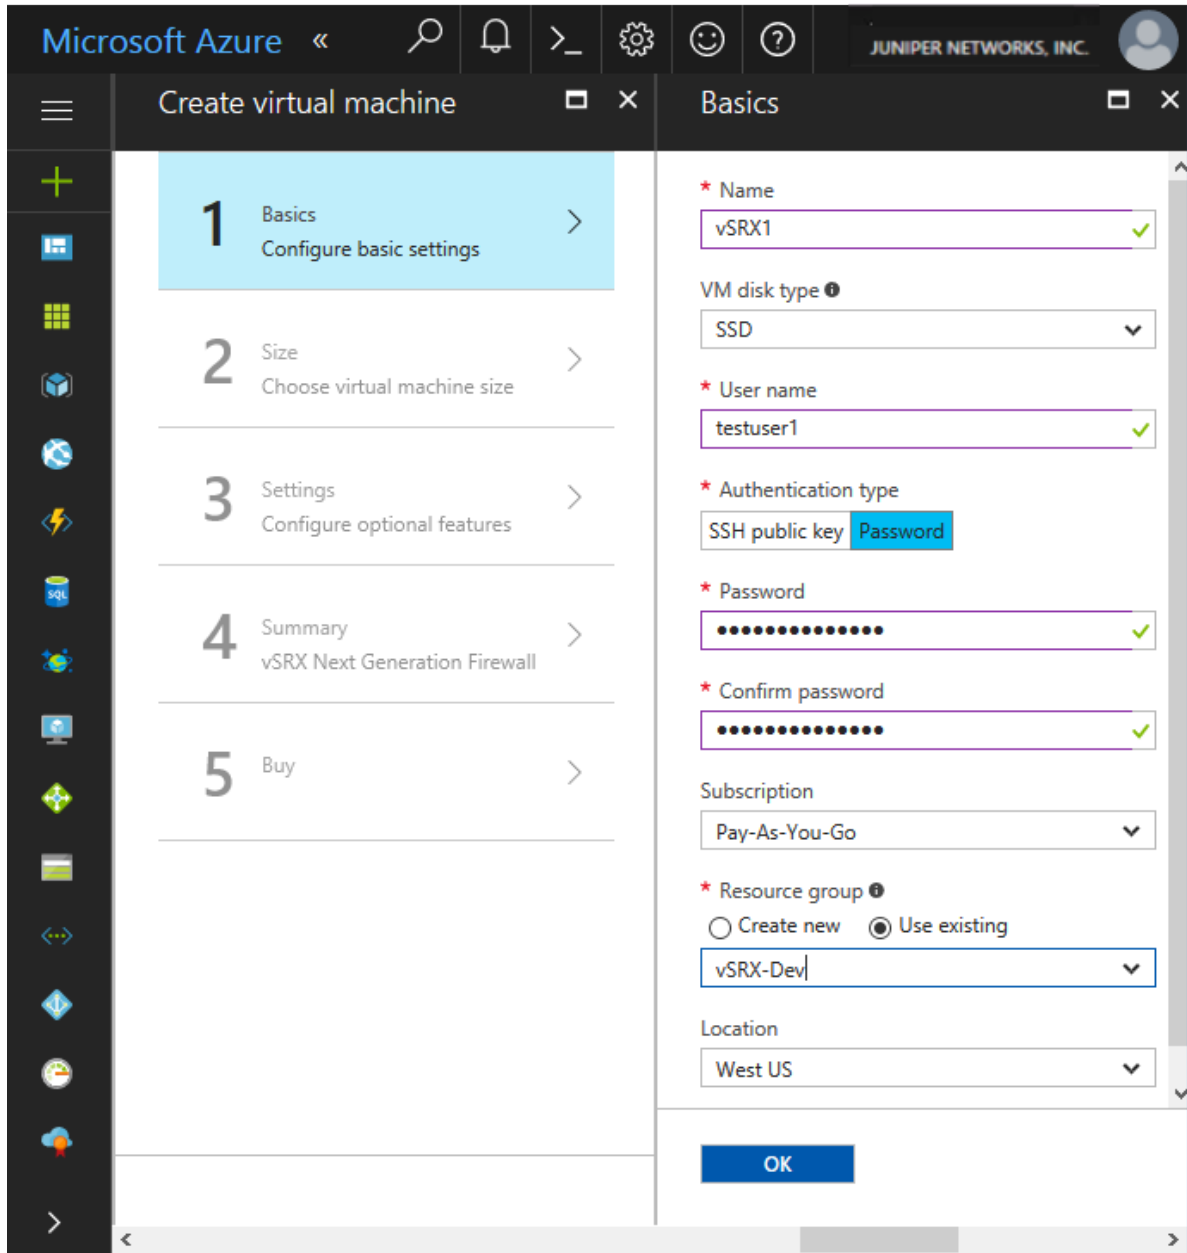 Microsoft Azure «
JUNIPER NETWORKS, INC.
Create virtual machine
Basics
1
Basics
Configure basic settings
2
Size
Choose virtual machine size
3
Settings
Configure optional features
4
Summary
vSRX Next Generation Firewall
5
Buy
* Name
vSRX1
VM disk type
SSD
* User name
testuser1
* Authentication type
SSH public key Password
* Password
••••••••••••••
* Confirm password
••••••••••••••
Subscription
Pay-As-You-Go
* Resource group
Create new Use existing
vSRX-Dev
Location
West US
OK
SQL